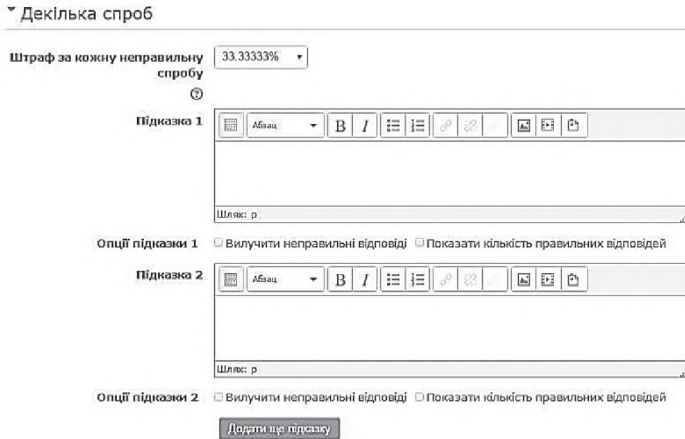 Декілька спроб
Штраф за кожну неправильну спробу
33.33333%
Підказка 1
Абзац
B I
Шлях: p
Опції підказки 1
Вилучити неправильні відповіді Показати кількість правильних відповідей
Підказка 2
Абзац
B I
Шлях: p
Опції підказки 2
Вилучити неправильні відповіді Показати кількість правильних відповідей
Додати ще підказку